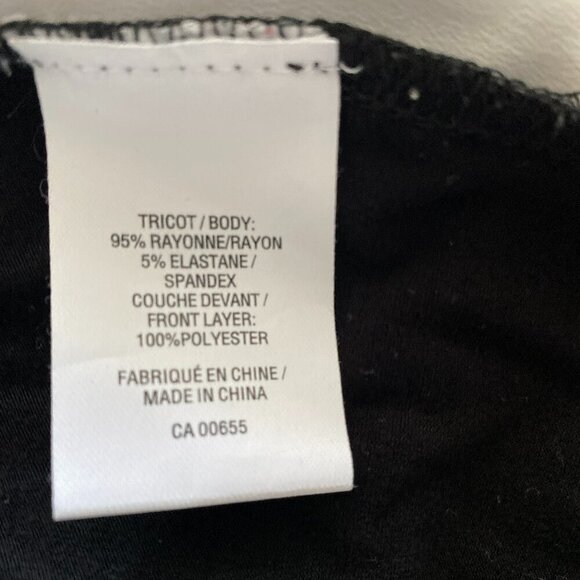 TRICOT / BODY:
95% RAYONNE/RAYON
5% ELASTANE /
SPANDEX
COUCHE DEVANT /
FRONT LAYER:
100%POLYESTER
FABRIQUÉ EN CHINE /
MADE IN CHINA
CA 00655